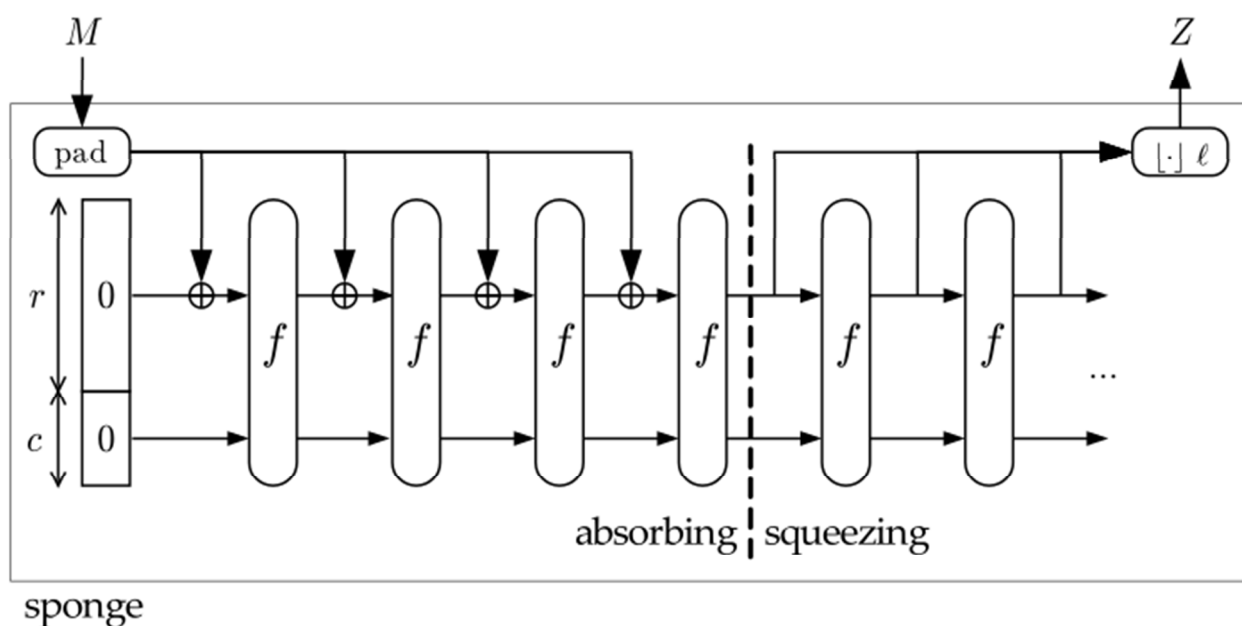 M Z
pad ⌊·⌋ ℓ
r 0 f f f f f f
c 0 ...
absorbing squeezing
sponge